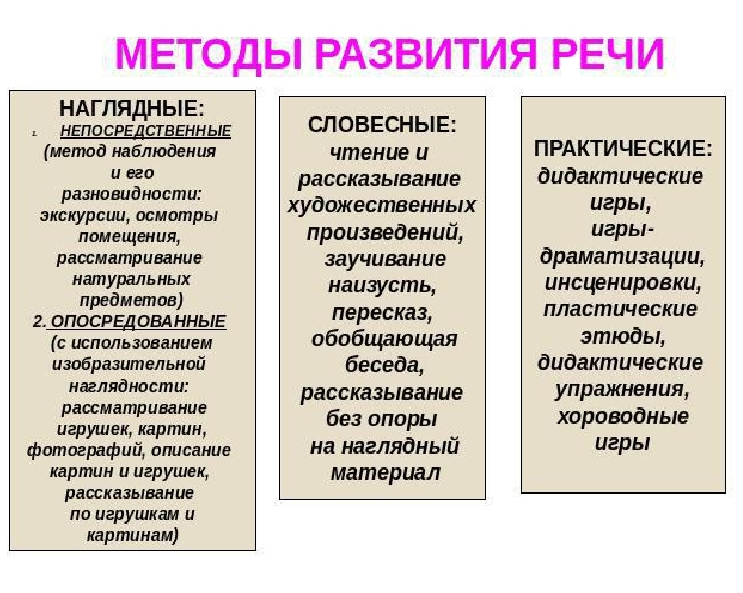 МЕТОДЫ РАЗВИТИЯ РЕЧИ
НАГЛЯДНЫЕ:
1. НЕПОСРЕДСТВЕННЫЕ
(метод наблюдения
и его
разновидности:
экскурсии, осмотры
помещения,
рассматривание
натуральных
предметов)
2. ОПОСРЕДОВАННЫЕ
(с использованием
изобразительной
наглядности:
рассматривание
игрушек, картин,
фотографий, описание
картин и игрушек,
рассказывание
по игрушкам и
картинам)
СЛОВЕСНЫЕ:
чтение и
рассказывание
художественных
произведений,
заучивание
наизусть,
пересказ,
обобщающая
беседа,
рассказывание
без опоры
на наглядный
материал
ПРАКТИЧЕСКИЕ:
дидактические
игры,
игры-
драматизации,
инсценировки,
пластические
этюды,
дидактические
упражнения,
хороводные
игры